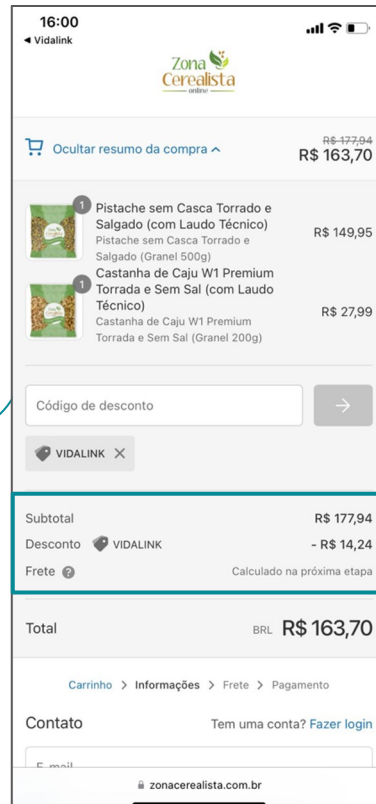 16:00
◀ Vidalink
Zona
Cerealista
online
Ocultar resumo da compra
R$ 177,94
R$ 163,70
1
Pistache sem Casca Torrado e
Salgado (com Laudo Técnico)
Pistache sem Casca Torrado e
Salgado (Granel 500g)
R$ 149,95
1
Castanha de Caju W1 Premium
Torrada e Sem Sal (com Laudo
Técnico)
Castanha de Caju W1 Premium
Torrada e Sem Sal (Granel 200g)
R$ 27,99
Código de desconto
VIDALINK
Subtotal R$ 177,94
Desconto VIDALINK - R$ 14,24
Frete ? Calculado na próxima etapa
Total BRL R$ 163,70
Carrinho > Informações > Frete > Pagamento
Contato Tem uma conta? Fazer login
E-mail
zonacerealista.com.br